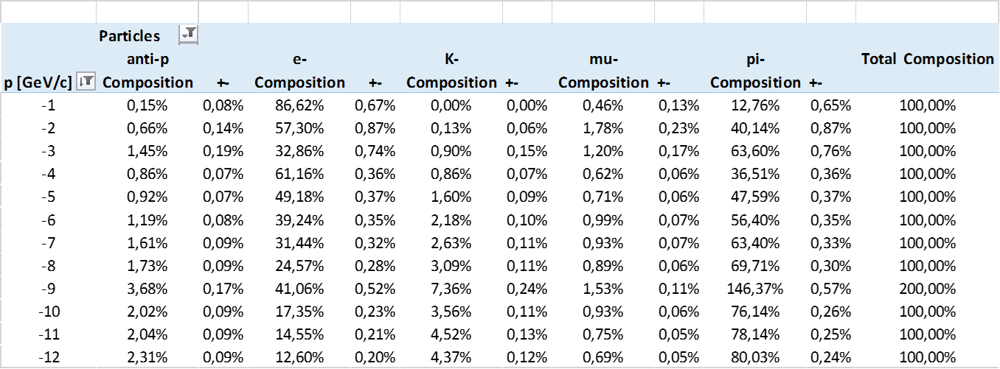 Particles
anti-p e- K- mu- pi- Total Composition
p [GeV/c] Composition +- Composition +- Composition +- Composition +- Composition +-
-1 0,15% 0,08% 86,62% 0,67% 0,00% 0,00% 0,46% 0,13% 12,76% 0,65% 100,00%
-2 0,66% 0,14% 57,30% 0,87% 0,13% 0,06% 1,78% 0,23% 40,14% 0,87% 100,00%
-3 1,45% 0,19% 32,86% 0,74% 0,90% 0,15% 1,20% 0,17% 63,60% 0,76% 100,00%
-4 0,86% 0,07% 61,16% 0,36% 0,86% 0,07% 0,62% 0,06% 36,51% 0,36% 100,00%
-5 0,92% 0,07% 49,18% 0,37% 1,60% 0,09% 0,71% 0,06% 47,59% 0,37% 100,00%
-6 1,19% 0,08% 39,24% 0,35% 2,18% 0,10% 0,99% 0,07% 56,40% 0,35% 100,00%
-7 1,61% 0,09% 31,44% 0,32% 2,63% 0,11% 0,93% 0,07% 63,40% 0,33% 100,00%
-8 1,73% 0,09% 24,57% 0,28% 3,09% 0,11% 0,89% 0,06% 69,71% 0,30% 100,00%
-9 3,68% 0,17% 41,06% 0,52% 7,36% 0,24% 1,53% 0,11% 146,37% 0,57% 200,00%
-10 2,02% 0,09% 17,35% 0,23% 3,56% 0,11% 0,93% 0,06% 76,14% 0,26% 100,00%
-11 2,04% 0,09% 14,55% 0,21% 4,52% 0,13% 0,75% 0,05% 78,14% 0,25% 100,00%
-12 2,31% 0,09% 12,60% 0,20% 4,37% 0,12% 0,69% 0,05% 80,03% 0,24% 100,00%